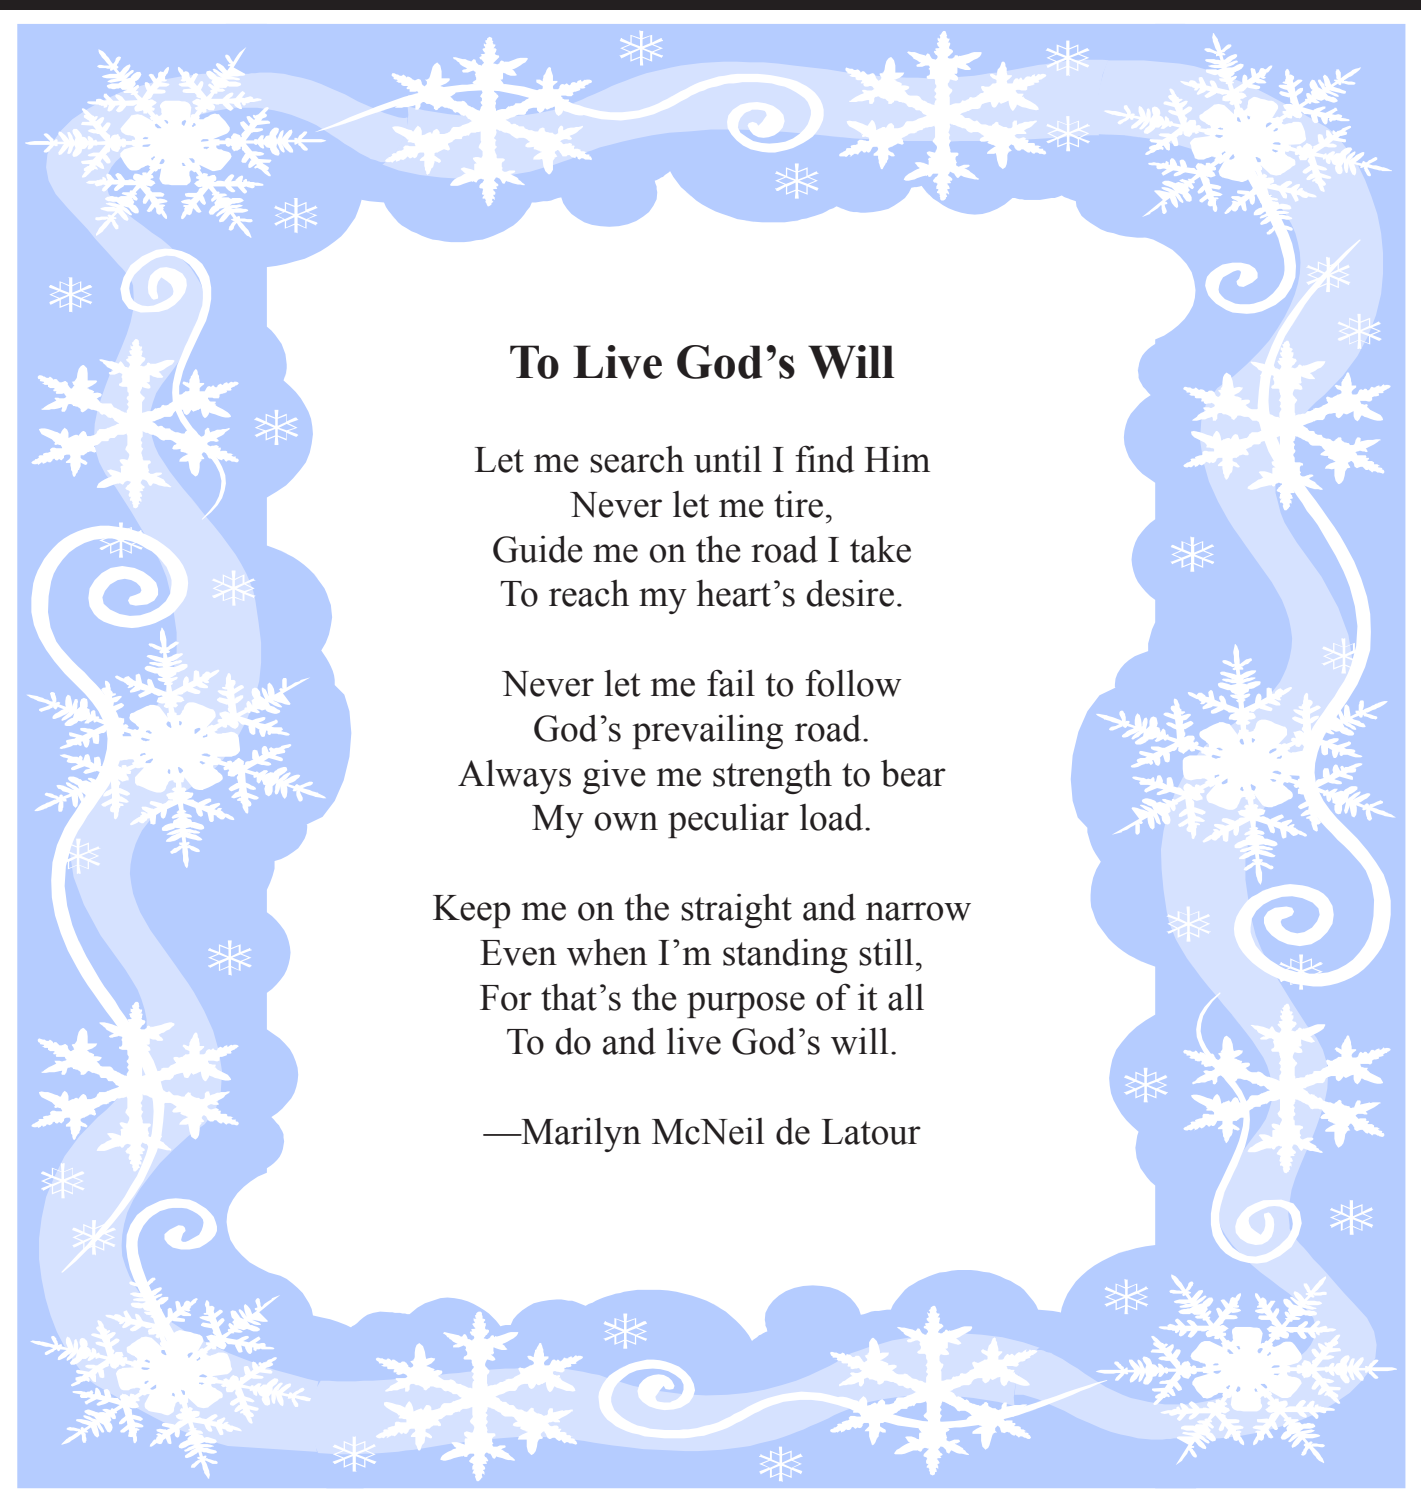 To Live God’s Will
Let me search until I find Him
Never let me tire,
Guide me on the road I take
To reach my heart’s desire.
Never let me fail to follow
God’s prevailing road.
Always give me strength to bear
My own peculiar load.
Keep me on the straight and narrow
Even when I’m standing still,
For that’s the purpose of it all
To do and live God’s will.
—Marilyn McNeil de Latour